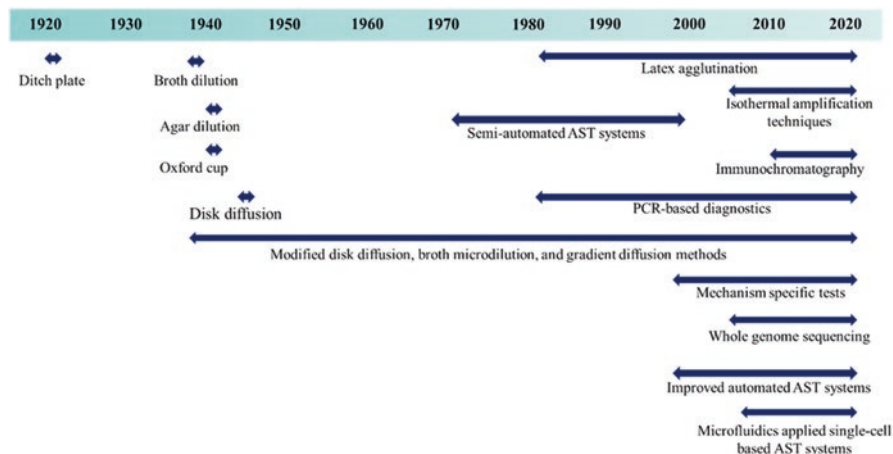 1920 1930 1940 1950 1960 1970 1980 1990 2000 2010 2020
Ditch plate
Broth dilution
Latex agglutination
Agar dilution
Semi-automated AST systems
Isothermal amplification
techniques
Oxford cup
Immunochromatography
Disk diffusion
PCR-based diagnostics
Modified disk diffusion, broth microdilution, and gradient diffusion methods
Mechanism specific tests
Whole genome sequencing
Improved automated AST systems
Microfluidics applied single-cell
based AST systems